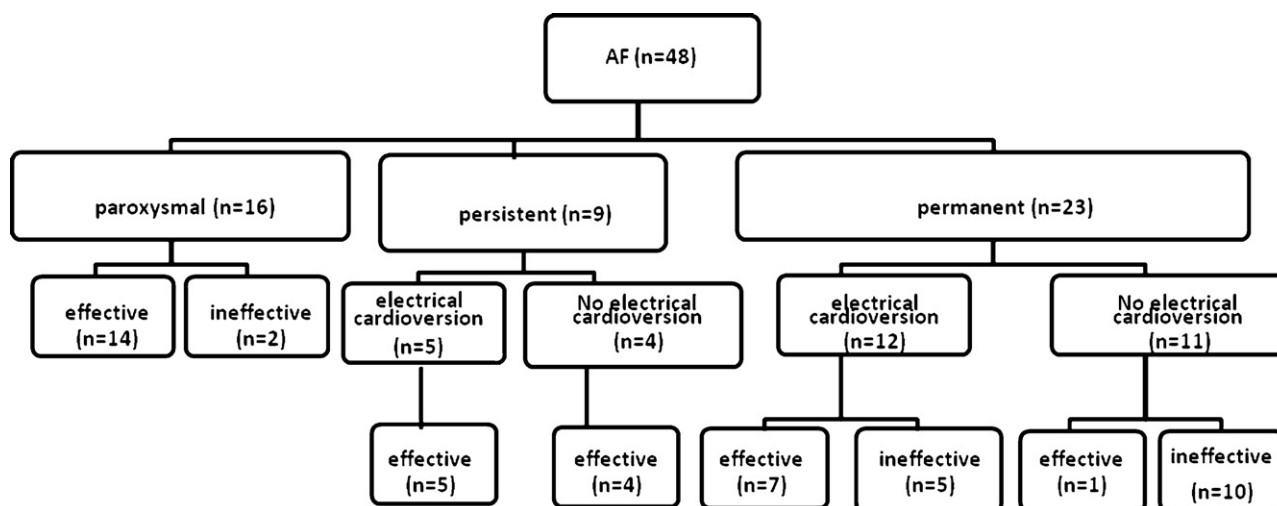 AF (n=48)
paroxysmal (n=16)
persistent (n=9)
permanent (n=23)
effective
(n=14)
ineffective
(n=2)
electrical
cardioversion
(n=5)
No electrical
cardioversion
(n=4)
electrical
cardioversion
(n=12)
No electrical
cardioversion
(n=11)
effective
(n=5)
effective
(n=4)
effective
(n=7)
ineffective
(n=5)
effective
(n=1)
ineffective
(n=10)